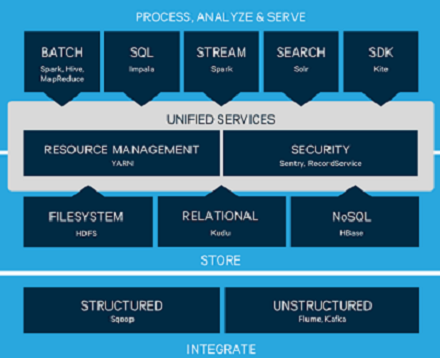 PROCESS, ANALYZE & SERVE
BATCH
Spark, Hive,
MapReduce
SQL
Impala
STREAM
Spark
SEARCH
Solr
SDK
Kite
UNIFIED SERVICES
RESOURCE MANAGEMENT
YARN
SECURITY
Sentry, RecordService
FILESYSTEM
HDFS
RELATIONAL
Kudu
NoSQL
HBase
STORE
STRUCTURED
Sqoop
UNSTRUCTURED
Flume, Kafka
INTEGRATE